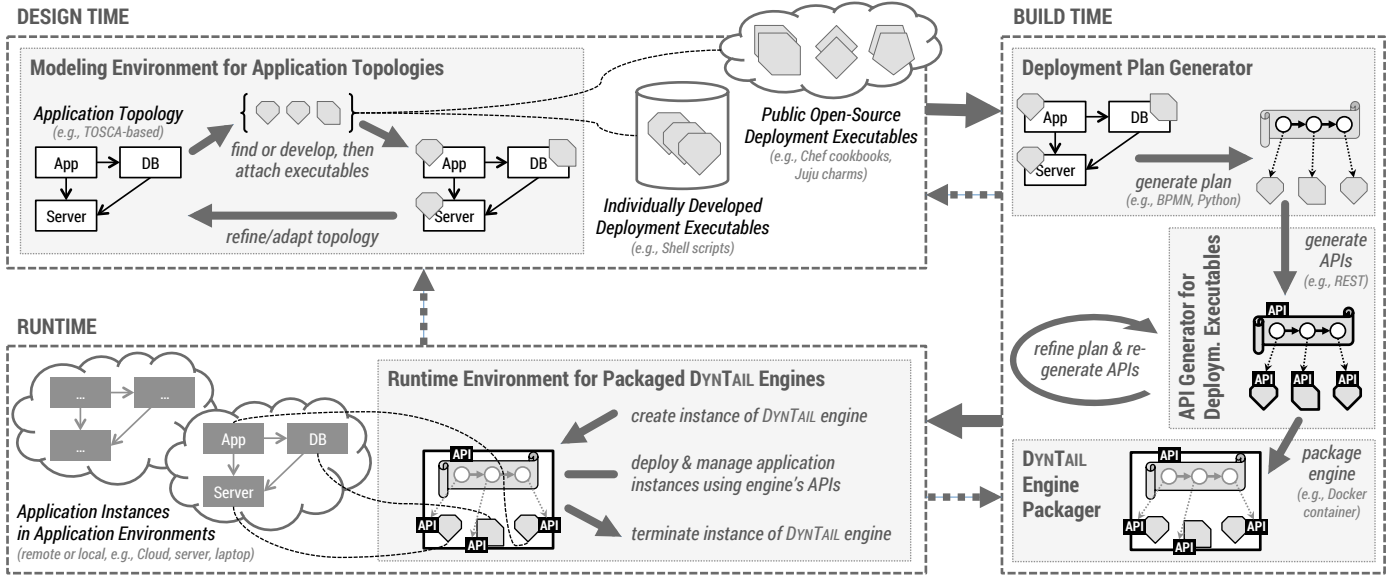 DESIGN TIME
Modeling Environment for Application Topologies
Application Topology
(e.g., TOSCA-based)
App
DB
Server
{
}
find or develop, then
attach executables
App
DB
Server
refine/adapt topology
Individually Developed
Deployment Executables
(e.g., Shell scripts)
Public Open-Source
Deployment Executables
(e.g., Chef cookbooks,
Juju charms)
BUILD TIME
Deployment Plan Generator
App
DB
Server
generate plan
(e.g., BPMN, Python)
generate
APIs
(e.g., REST)
API Generator for
Deploym. Executables
API
API
API
API
refine plan & re-
generate APIs
DYNTAIL
Engine
Packager
API
API
API
API
package
engine
(e.g., Docker
container)
RUNTIME
...
...
...
App
DB
Server
Application Instances
in Application Environments
(remote or local, e.g., Cloud, server, laptop)
Runtime Environment for Packaged DYNTAIL Engines
create instance of DYNTAIL engine
deploy & manage application
instances using engine's APIs
terminate instance of DYNTAIL engine
API
API
API
API